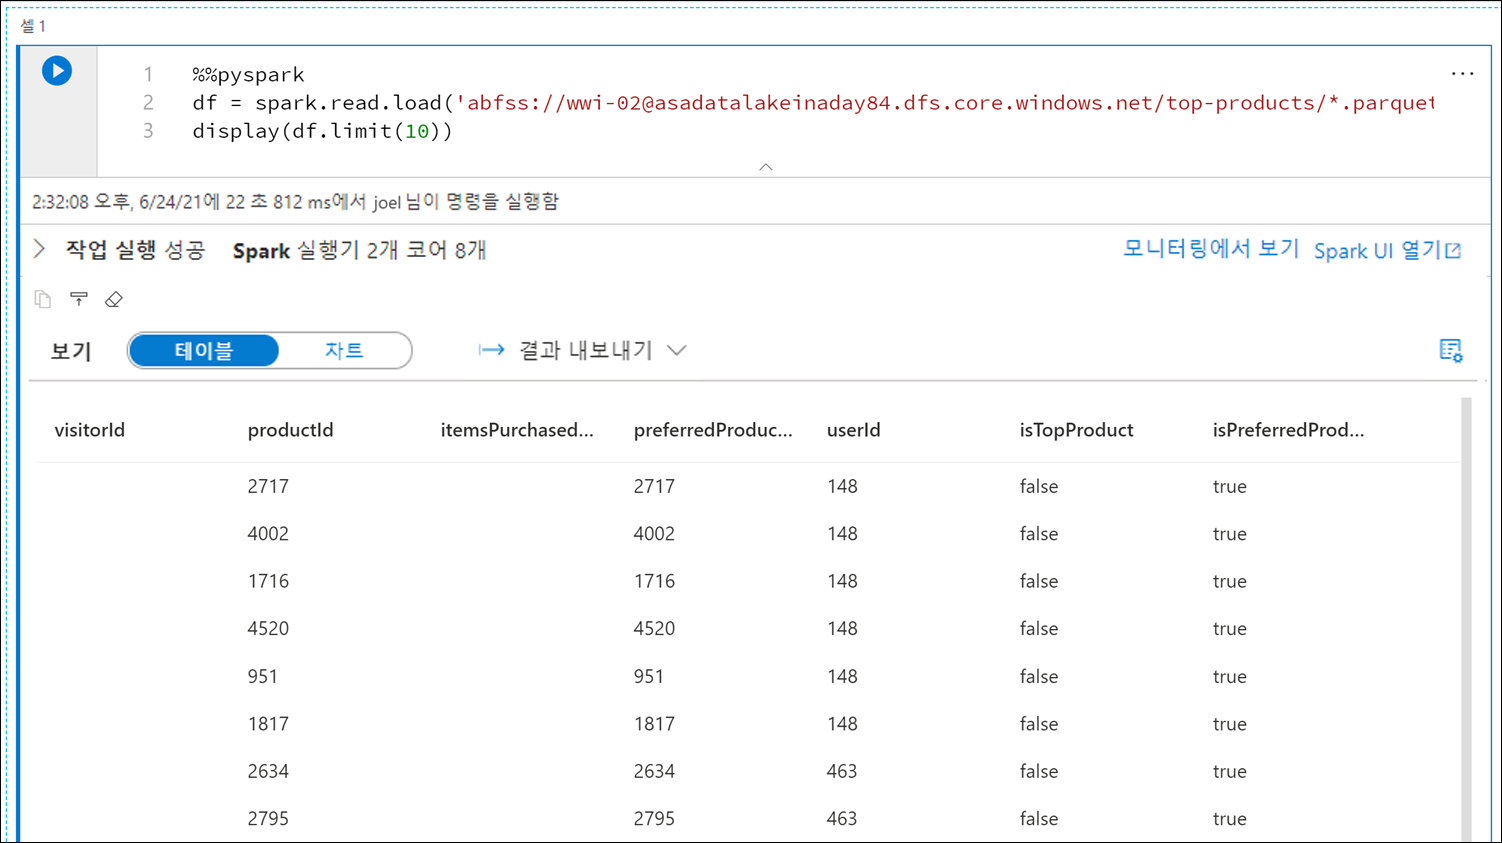 셀 1
1 %%pyspark
2 df = spark.read.load('abfss://wwi-02@asadatalakeinaday84.dfs.core.windows.net/top-products/*.parquet
3 display(df.limit(10))
2:32:08 오후, 6/24/21에 22 초 812 ms에서 joel 님이 명령을 실행함
작업 실행 성공 Spark 실행기 2개 코어 8개 모니터링에서 보기 Spark UI 열기
보기 테이블 차트 결과 내보내기
visitorId productId itemsPurchased... preferredProduc... userId isTopProduct isPreferredProd...
2717 2717 148 false true
4002 4002 148 false true
1716 1716 148 false true
4520 4520 148 false true
951 951 148 false true
1817 1817 148 false true
2634 2634 463 false true
2795 2795 463 false true